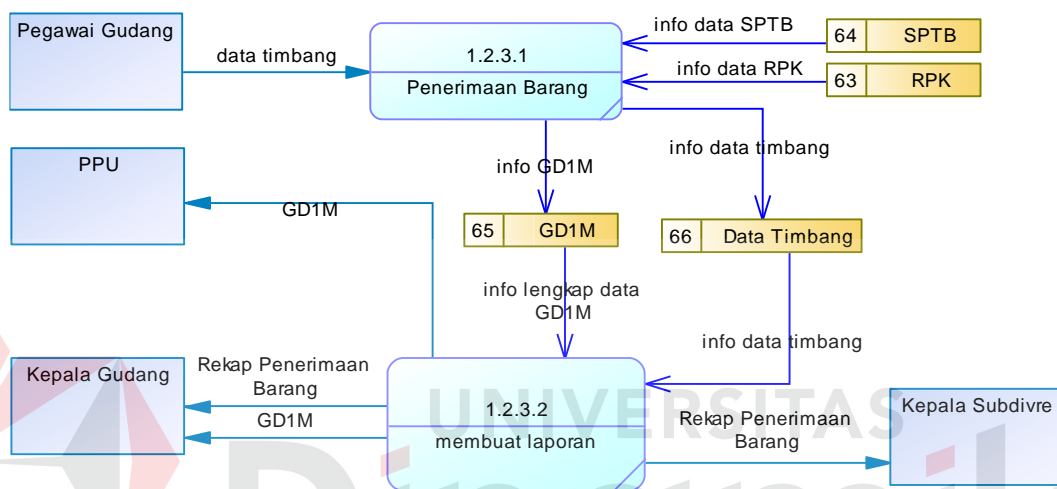 Pegawai Gudang
data timbang
1.2.3.1
Penerimaan Barang
info data SPTB
64 SPTB
info data RPK
63 RPK
PPU
GD1M
info GD1M
info data timbang
65 GD1M
66 Data Timbang
info lengkap data
GD1M
info data timbang
Kepala Gudang
Rekap Penerimaan
Barang
GD1M
1.2.3.2
membuat laporan
UNIVERSITAS
Rekap Penerimaan
Barang
Kepala Subdivre